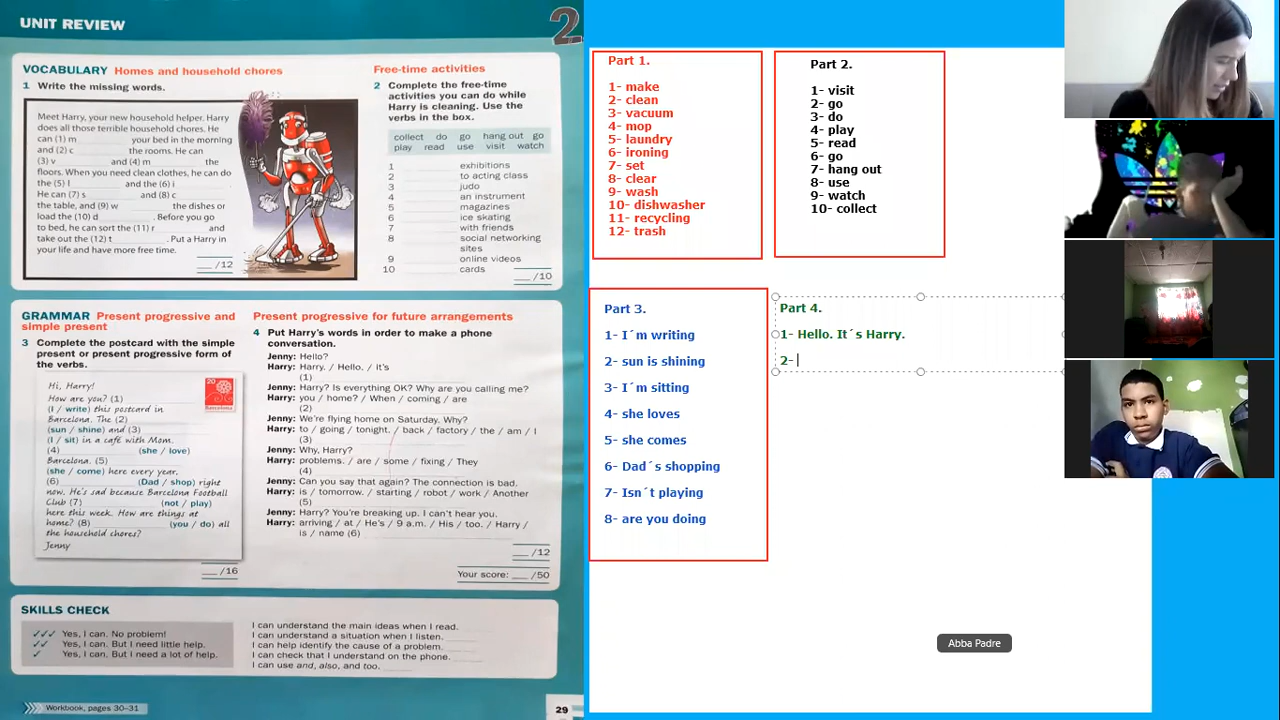 UNIT REVIEW
2
VOCABULARY Homes and household chores
1 Write the missing words.
Meet Harry, your new household helper. Harry
does all those terrible household chores. He
can (1) m your bed in the morning
and (2) c the rooms. He can
(3) v and (4) m the
floors. When you need clean clothes, he can do
the (5) l and the (6) i .
He can (7) s and (8) c
the table, and (9) w the dishes or
load the (10) d . Before you go
to bed, he can sort the (11) r and
take out the (12) t . Put a Harry in
your life and have more free time.
__ /12
Free-time activities
2 Complete the free-time
activities you can do while
Harry is cleaning. Use the
verbs in the box.
collect do go hang out go
play read use visit watch
1 exhibitions
2 to acting class
3 judo
4 an instrument
5 magazines
6 ice skating
7 with friends
8 social networking
sites
9 online videos
10 cards
__ /10
GRAMMAR Present progressive and
simple present
3 Complete the postcard with the simple
present or present progressive form of
the verbs.
20
Barcelona
Hi, Harry!
How are you? (1)
(I / write) this postcard in
Barcelona. The (2)
(sun / shine) and (3)
(I / sit) in a café with Mom.
(4) (she / love)
Barcelona. (5)
(she / come) here every year.
(6) (Dad / shop) right
now. He's sad because Barcelona Football
Club (7) (not / play)
here this week. How are things at
home? (8) (you / do) all
the household chores?
Jenny
__ /16
Present progressive for future arrangements
4 Put Harry's words in order to make a phone
conversation.
Jenny: Hello?
Harry: Harry. / Hello. / it's
(1)
Jenny: Harry? Is everything OK? Why are you calling me?
Harry: you / home? / When / coming / are
(2)
Jenny: We're flying home on Saturday. Why?
Harry: to / going / tonight. / back / factory / the / am / I
(3)
Jenny: Why, Harry?
Harry: problems. / are / some / fixing / They
(4)
Jenny: Can you say that again? The connection is bad.
Harry: is / tomorrow. / starting / robot / work / Another
(5)
Jenny: Harry? You're breaking up. I can't hear you.
Harry: arriving / at / He's / 9 a.m. / His / too. / Harry /
is / name (6)
__ /12
Your score: __ /50
SKILLS CHECK
✓✓✓ Yes, I can. No problem!
✓✓ Yes, I can. But I need little help.
✓ Yes, I can. But I need a lot of help.
I can understand the main ideas when I read.
I can understand a situation when I listen.
I can help identify the cause of a problem.
I can check that I understand on the phone.
I can use and, also, and too.
Workbook, pages 30–31
29
Part 1.
1- make
2- clean
3- vacuum
4- mop
5- laundry
6- ironing
7- set
8- clear
9- wash
10- dishwasher
11- recycling
12- trash
Part 2.
1- visit
2- go
3- do
4- play
5- read
6- go
7- hang out
8- use
9- watch
10- collect
Part 3.
1- I´m writing
2- sun is shining
3- I´m sitting
4- she loves
5- she comes
6- Dad´s shopping
7- Isn´t playing
8- are you doing
Part 4.
1- Hello. It´s Harry.
2-
Abba Padre